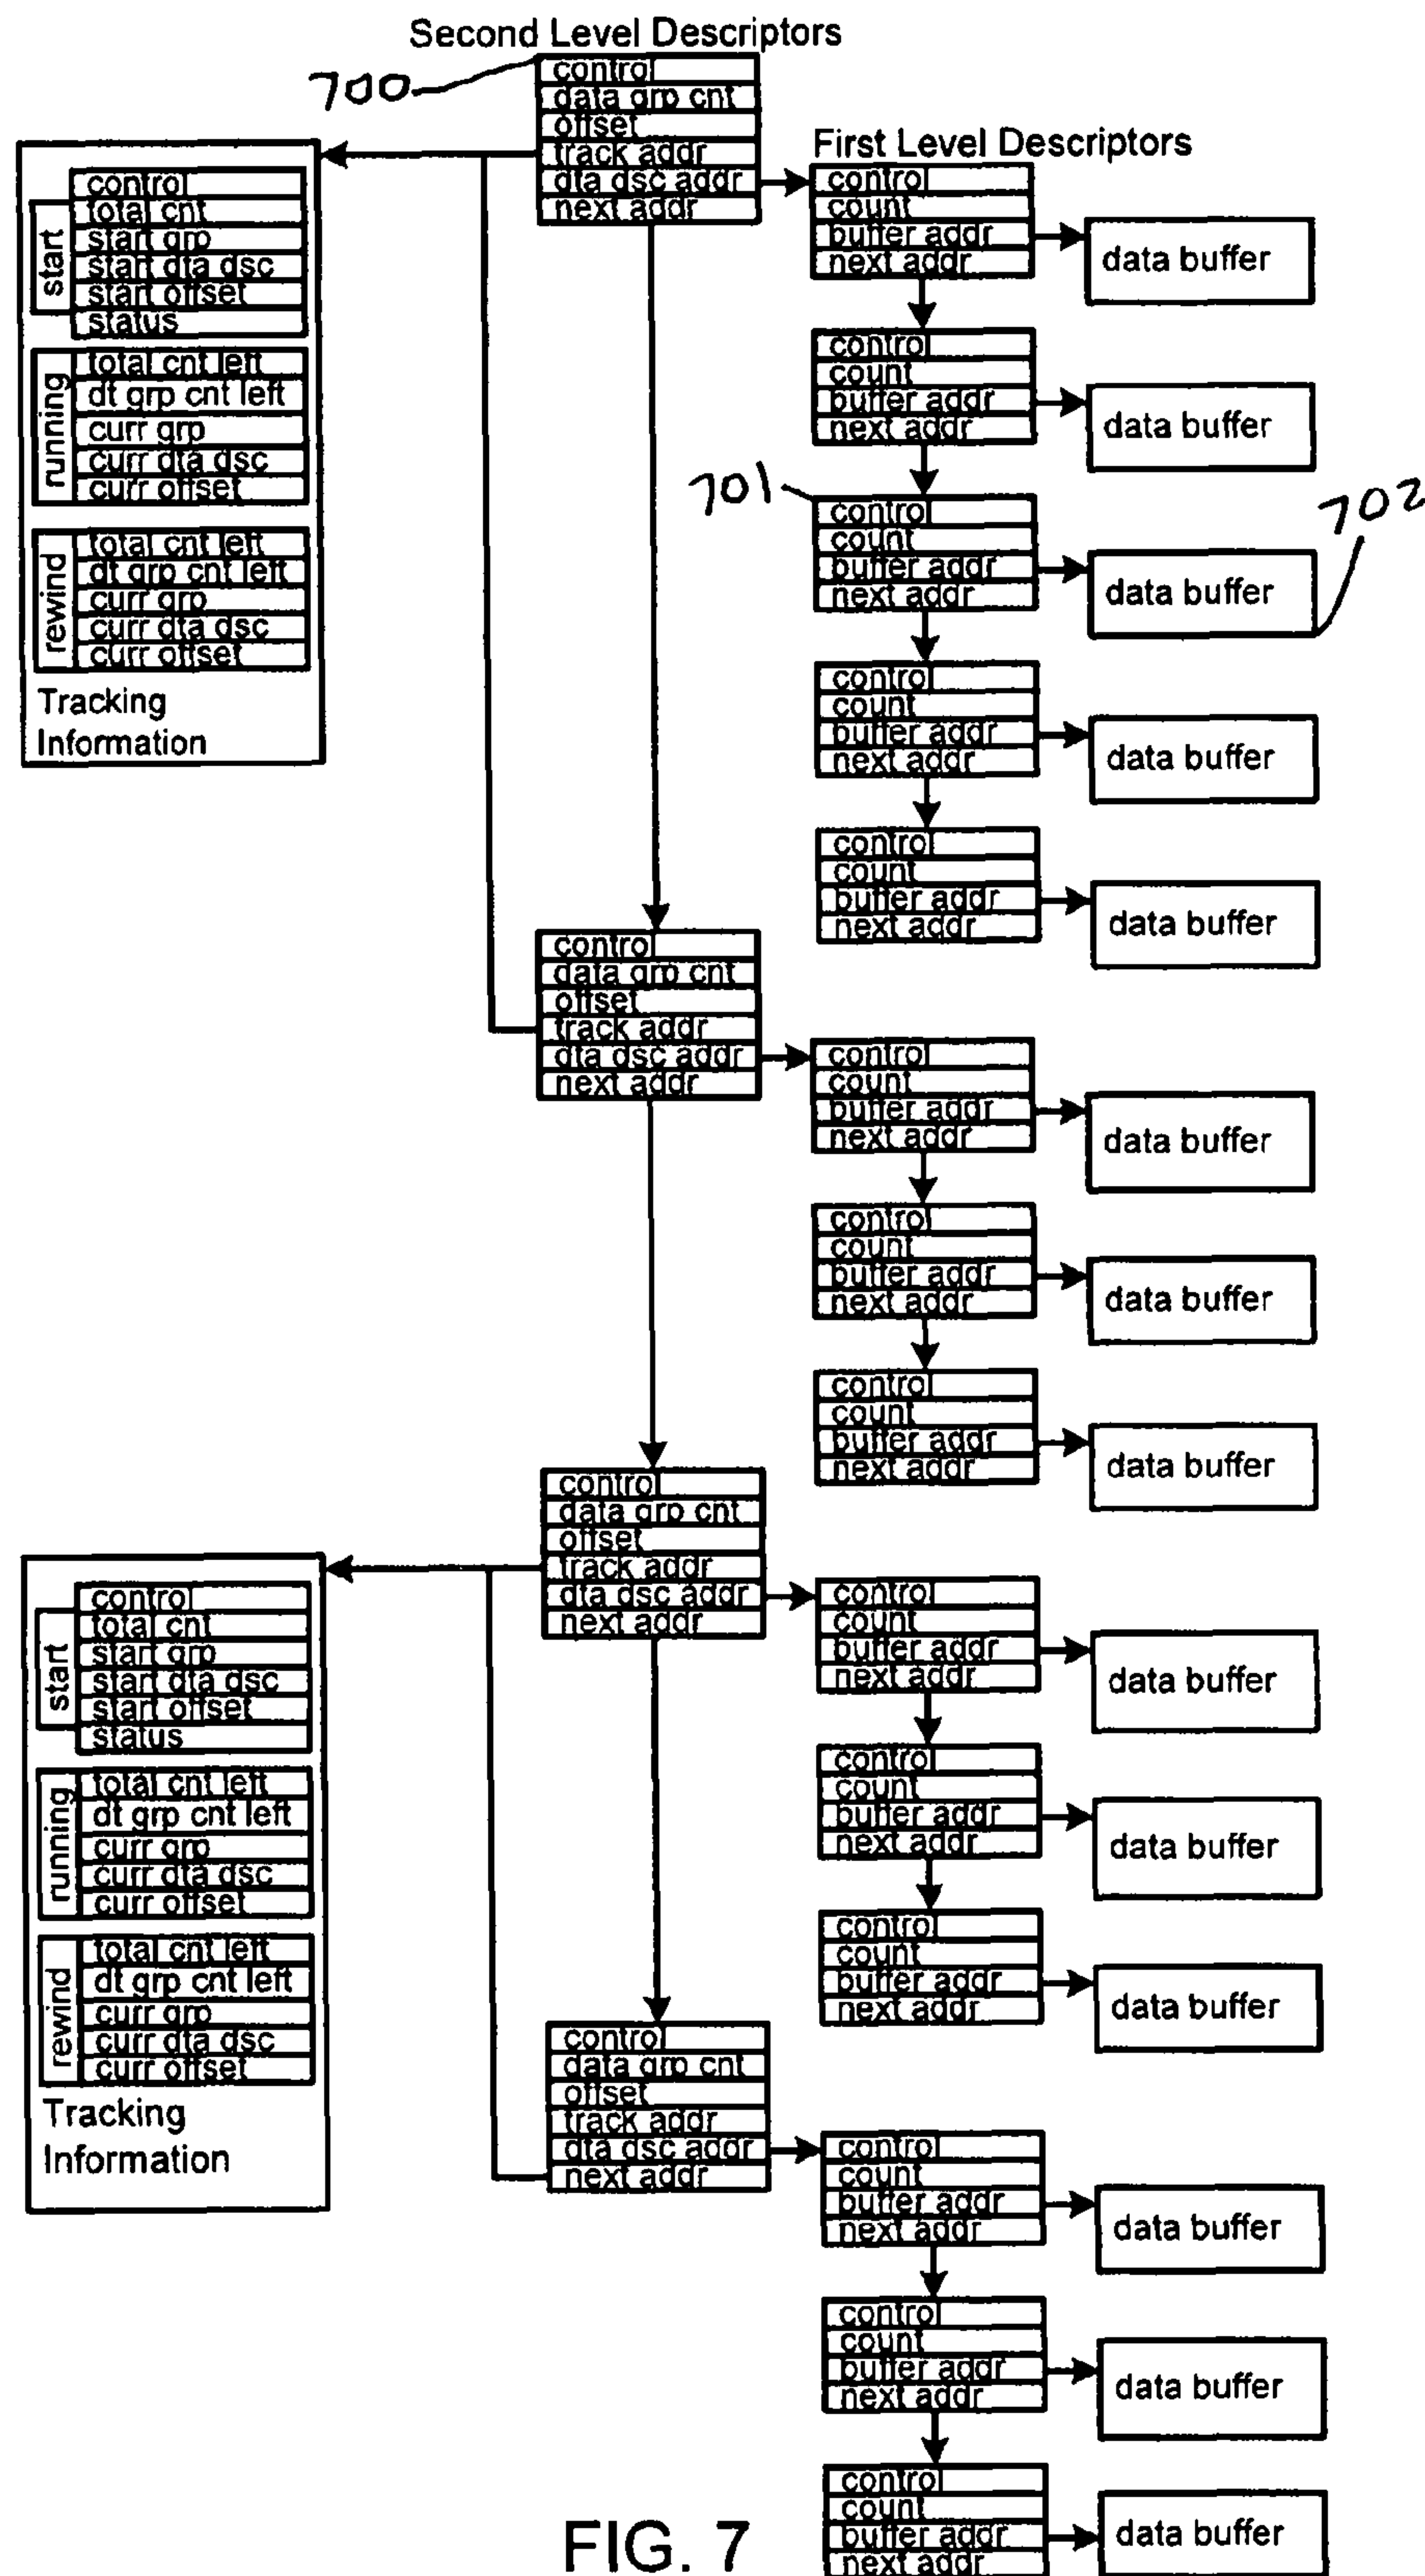 Second Level Descriptors
700
control
data grp cnt
offset
track addr
dta dsc addr
next addr
First Level Descriptors
control
count
buffer addr
next addr
data buffer
control
count
buffer addr
next addr
data buffer
701
control
count
buffer addr
next addr
data buffer
702
control
count
buffer addr
next addr
data buffer
control
count
buffer addr
next addr
data buffer
start
control
total cnt
start grp
start dta dsc
start offset
status
running
total cnt left
dt grp cnt left
curr grp
curr dta dsc
curr offset
rewind
total cnt left
dt grp cnt left
curr grp
curr dta dsc
curr offset
Tracking
Information
control
data grp cnt
offset
track addr
dta dsc addr
next addr
control
count
buffer addr
next addr
data buffer
control
count
buffer addr
next addr
data buffer
control
count
buffer addr
next addr
data buffer
control
data grp cnt
offset
track addr
dta dsc addr
next addr
control
count
buffer addr
next addr
data buffer
control
count
buffer addr
next addr
data buffer
control
count
buffer addr
next addr
data buffer
start
control
total cnt
start grp
start dta dsc
start offset
status
running
total cnt left
dt grp cnt left
curr grp
curr dta dsc
curr offset
rewind
total cnt left
dt grp cnt left
curr grp
curr dta dsc
curr offset
Tracking
Information
control
data grp cnt
offset
track addr
dta dsc addr
next addr
control
count
buffer addr
next addr
data buffer
control
count
buffer addr
next addr
data buffer
control
count
buffer addr
next addr
data buffer
FIG. 7